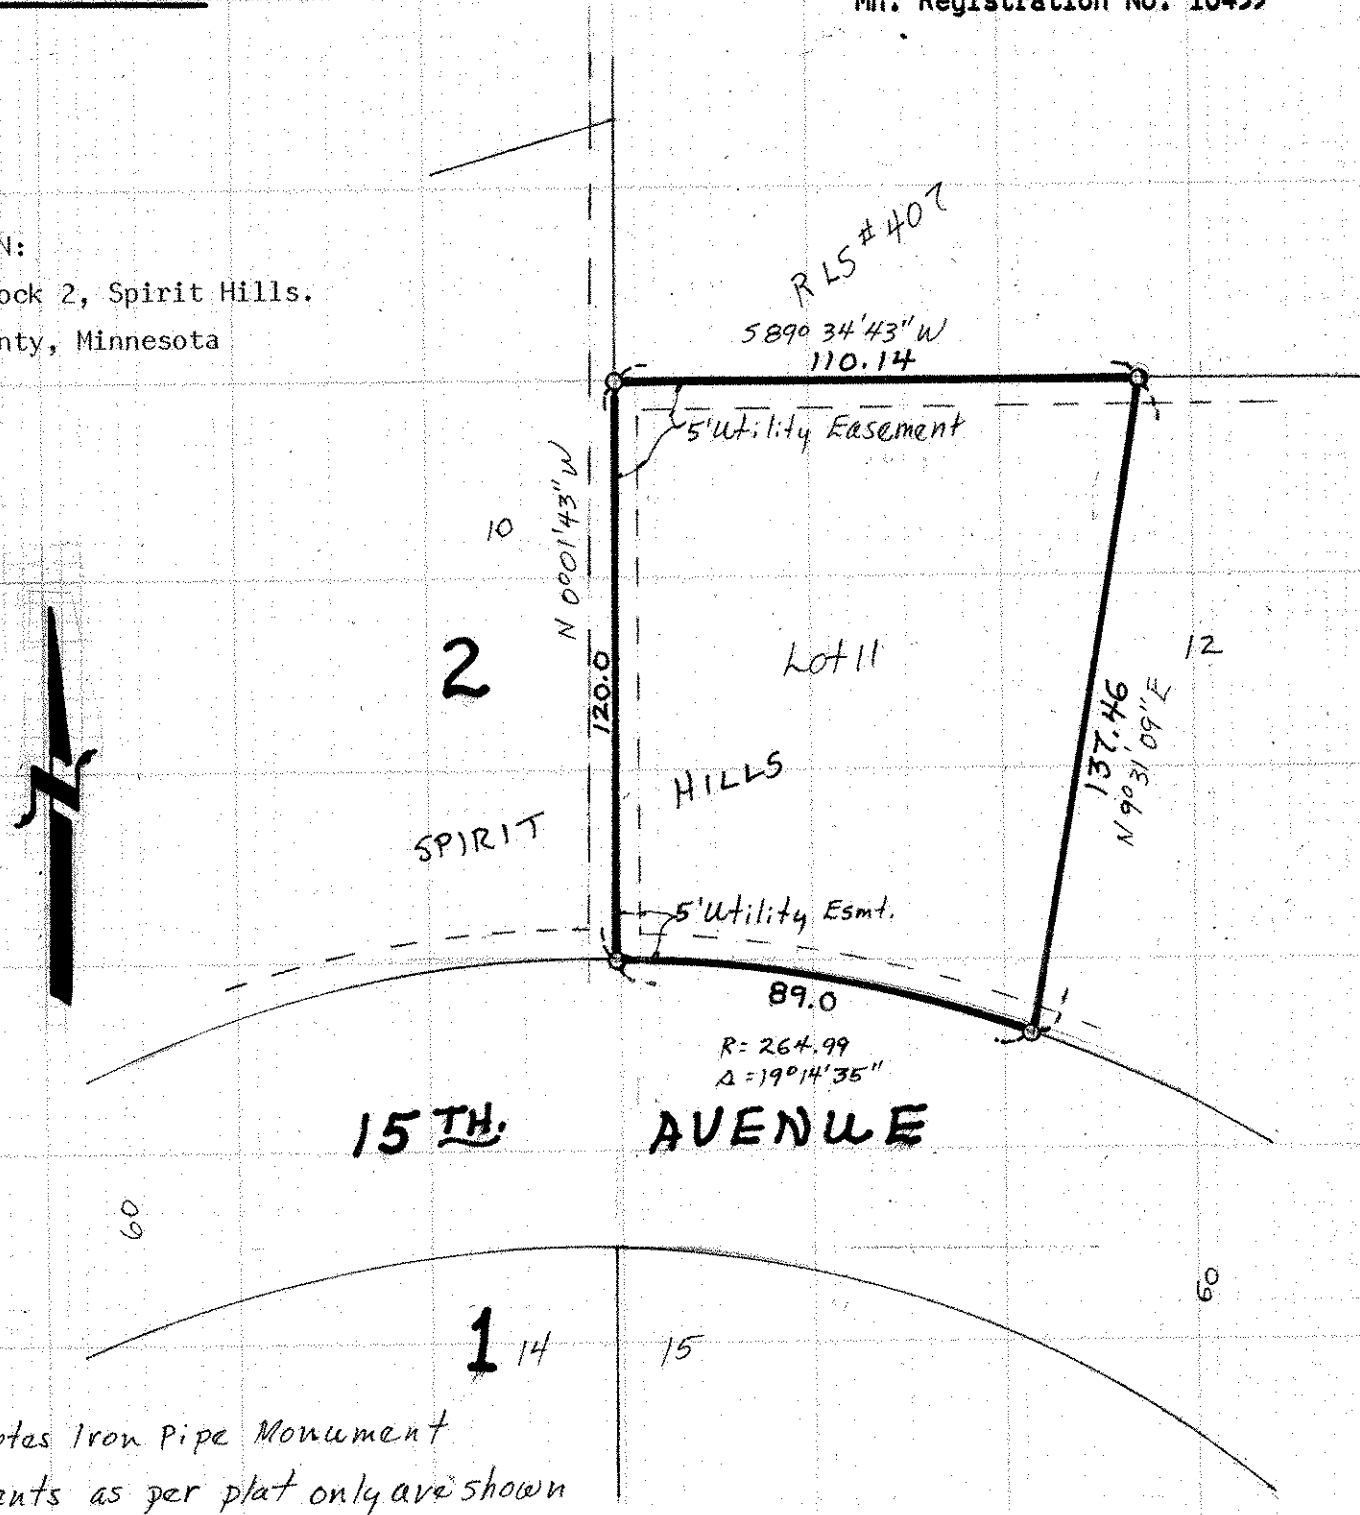 Mn. Registration No. 10459
N:
ock 2, Spirit Hills.
nty, Minnesota
RLS #407
S 89° 34'43" W
110.14
5' Utility Easement
10
N 0°01'43" W
2
120.0
Lot 11
12
137.46
N 9°31'09" E
HILLS
SPIRIT
5' Utility Esmt.
89.0
R= 264.99
Δ =19°14'35"
15TH. AVENUE
60
60
1
14
15
otes Iron Pipe Monument
ents as per plat only are shown